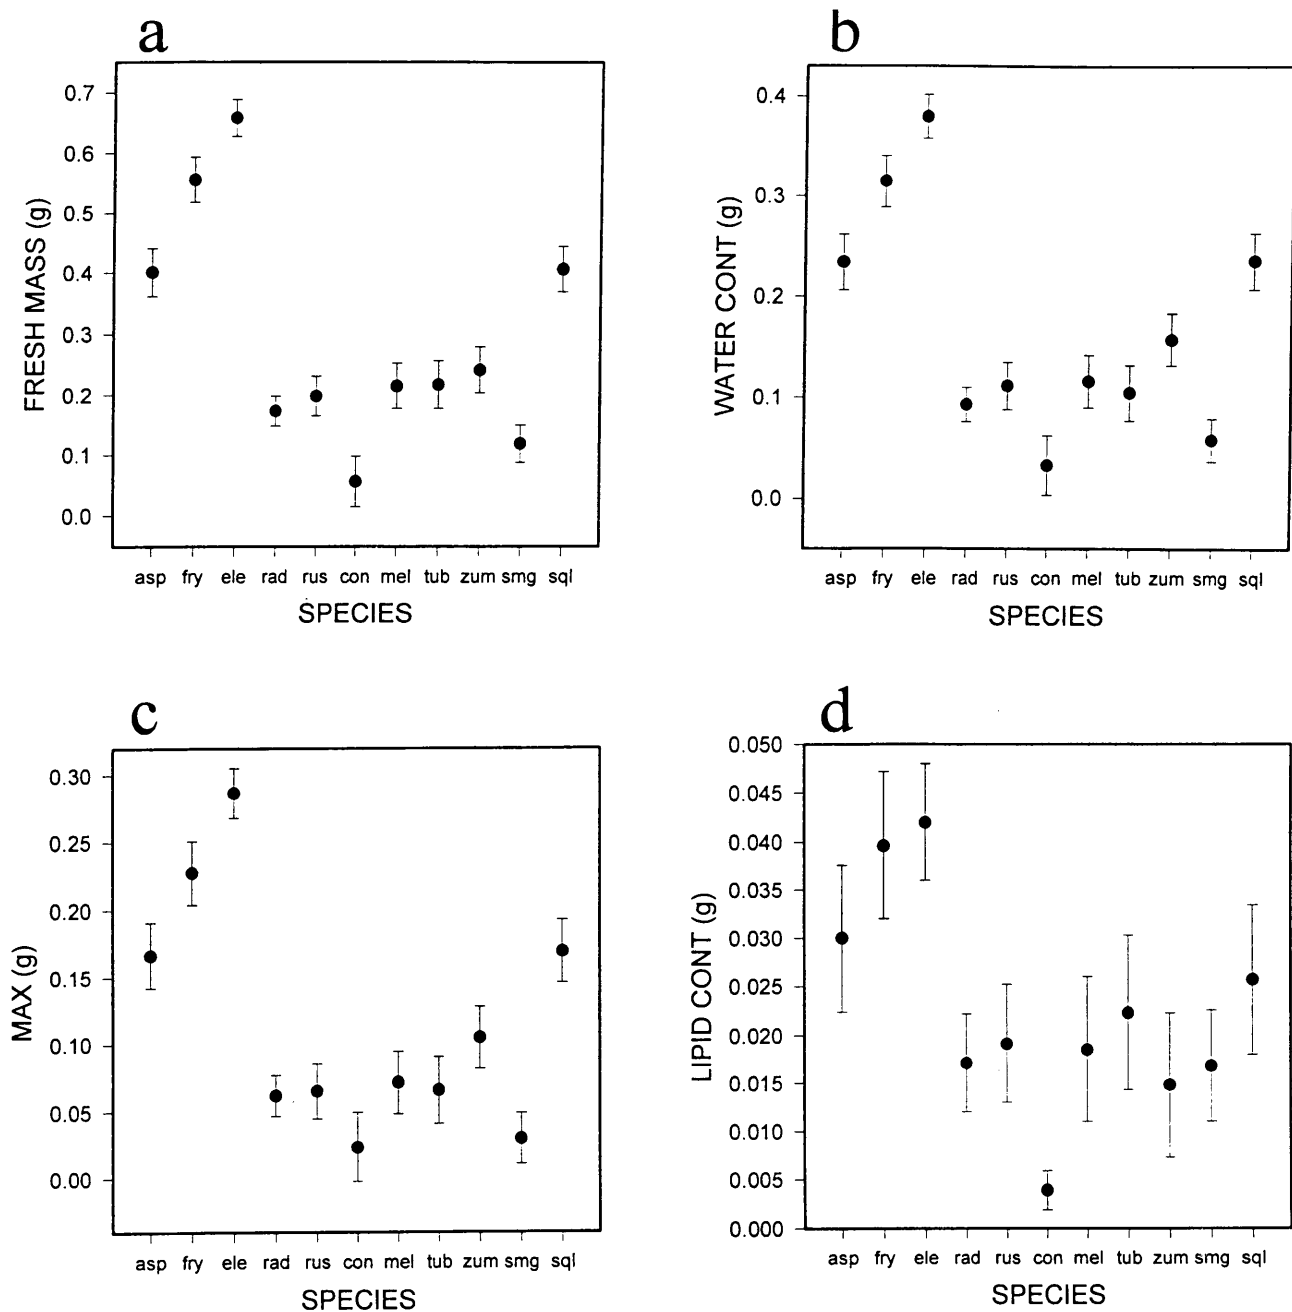 a
FRESH MASS (g)
0.7
0.6
0.5
0.4
0.3
0.2
0.1
0.0
asp fry ele rad rus con mel tub zum smg sql
SPECIES
b
WATER CONT (g)
0.4
0.3
0.2
0.1
0.0
asp fry ele rad rus con mel tub zum smg sql
SPECIES
c
MAX (g)
0.30
0.25
0.20
0.15
0.10
0.05
0.00
asp fry ele rad rus con mel tub zum smg sql
SPECIES
d
LIPID CONT (g)
0.050
0.045
0.040
0.035
0.030
0.025
0.020
0.015
0.010
0.005
0.000
asp fry ele rad rus con mel tub zum smg sql
SPECIES